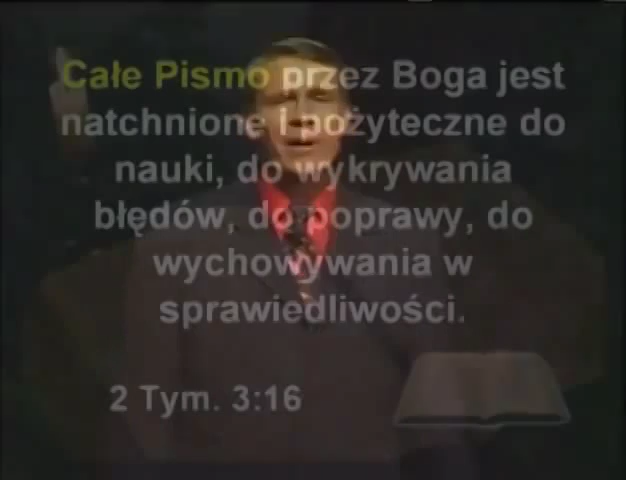 Całe Pismo przez Boga jest
natchnione i pożyteczne do
nauki, do wykrywania
błędów, do poprawy, do
wychowywania w
sprawiedliwości.
2 Tym. 3:16